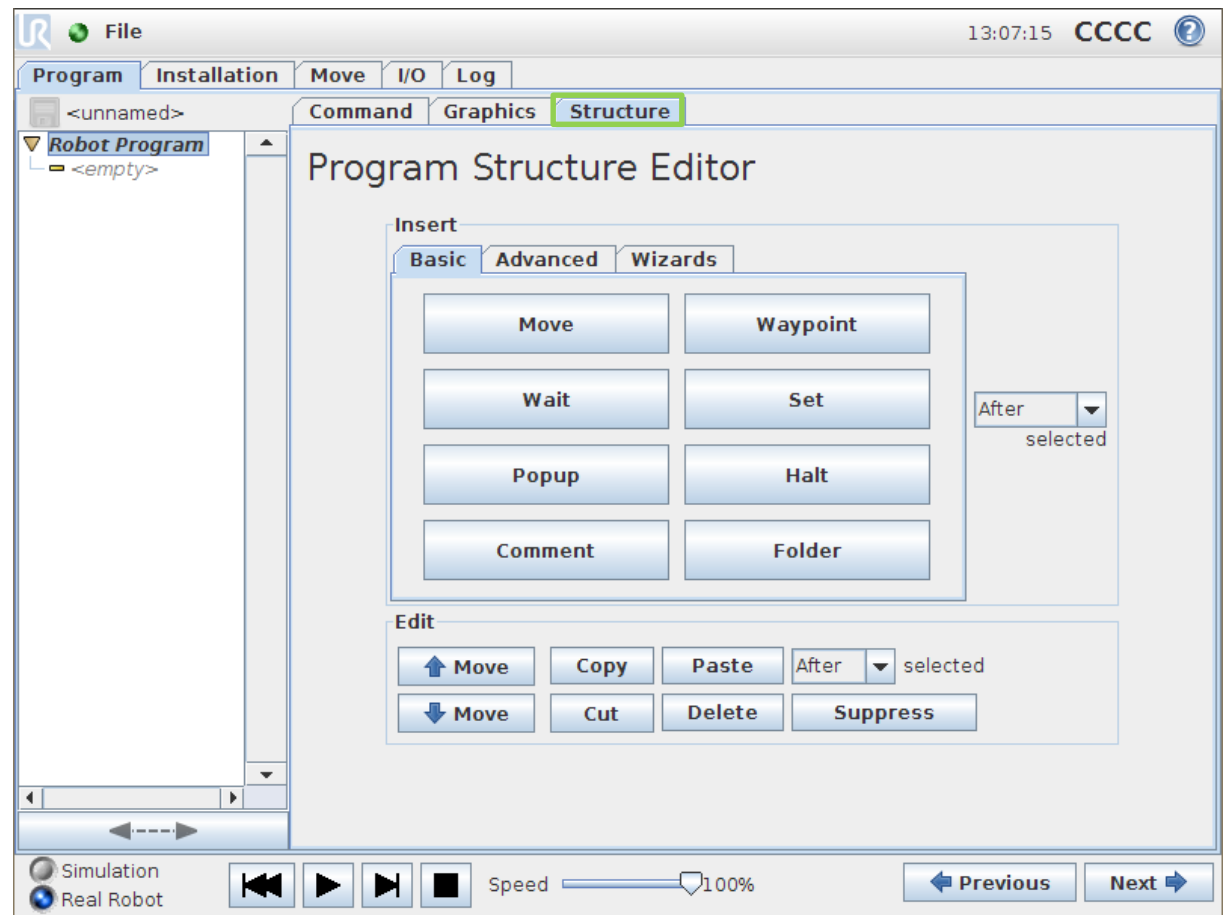 UR File 13:07:15 CCCC ?
Program Installation Move I/O Log
<unnamed>
Command Graphics Structure
Robot Program
<empty>
Program Structure Editor
Insert
Basic Advanced Wizards
Move Waypoint
Wait Set
After
selected
Popup Halt
Comment Folder
Edit
Move Copy Paste After selected
Move Cut Delete Suppress
Simulation
Real Robot
Speed 100%
Previous Next